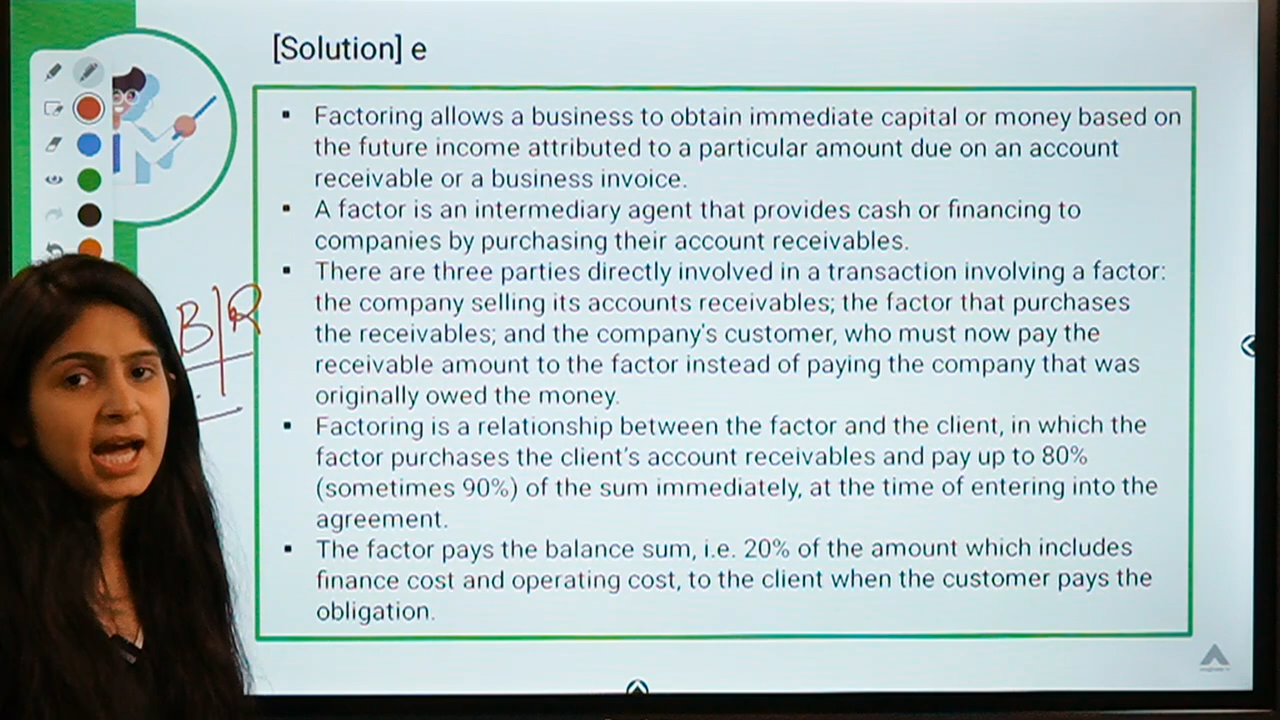 [Solution] e
▪ Factoring allows a business to obtain immediate capital or money based on
the future income attributed to a particular amount due on an account
receivable or a business invoice.
▪ A factor is an intermediary agent that provides cash or financing to
companies by purchasing their account receivables.
▪ There are three parties directly involved in a transaction involving a factor:
the company selling its accounts receivables; the factor that purchases
the receivables; and the company's customer, who must now pay the
receivable amount to the factor instead of paying the company that was
originally owed the money.
▪ Factoring is a relationship between the factor and the client, in which the
factor purchases the client's account receivables and pay up to 80%
(sometimes 90%) of the sum immediately, at the time of entering into the
agreement.
▪ The factor pays the balance sum, i.e. 20% of the amount which includes
finance cost and operating cost, to the client when the customer pays the
obligation.
B|R